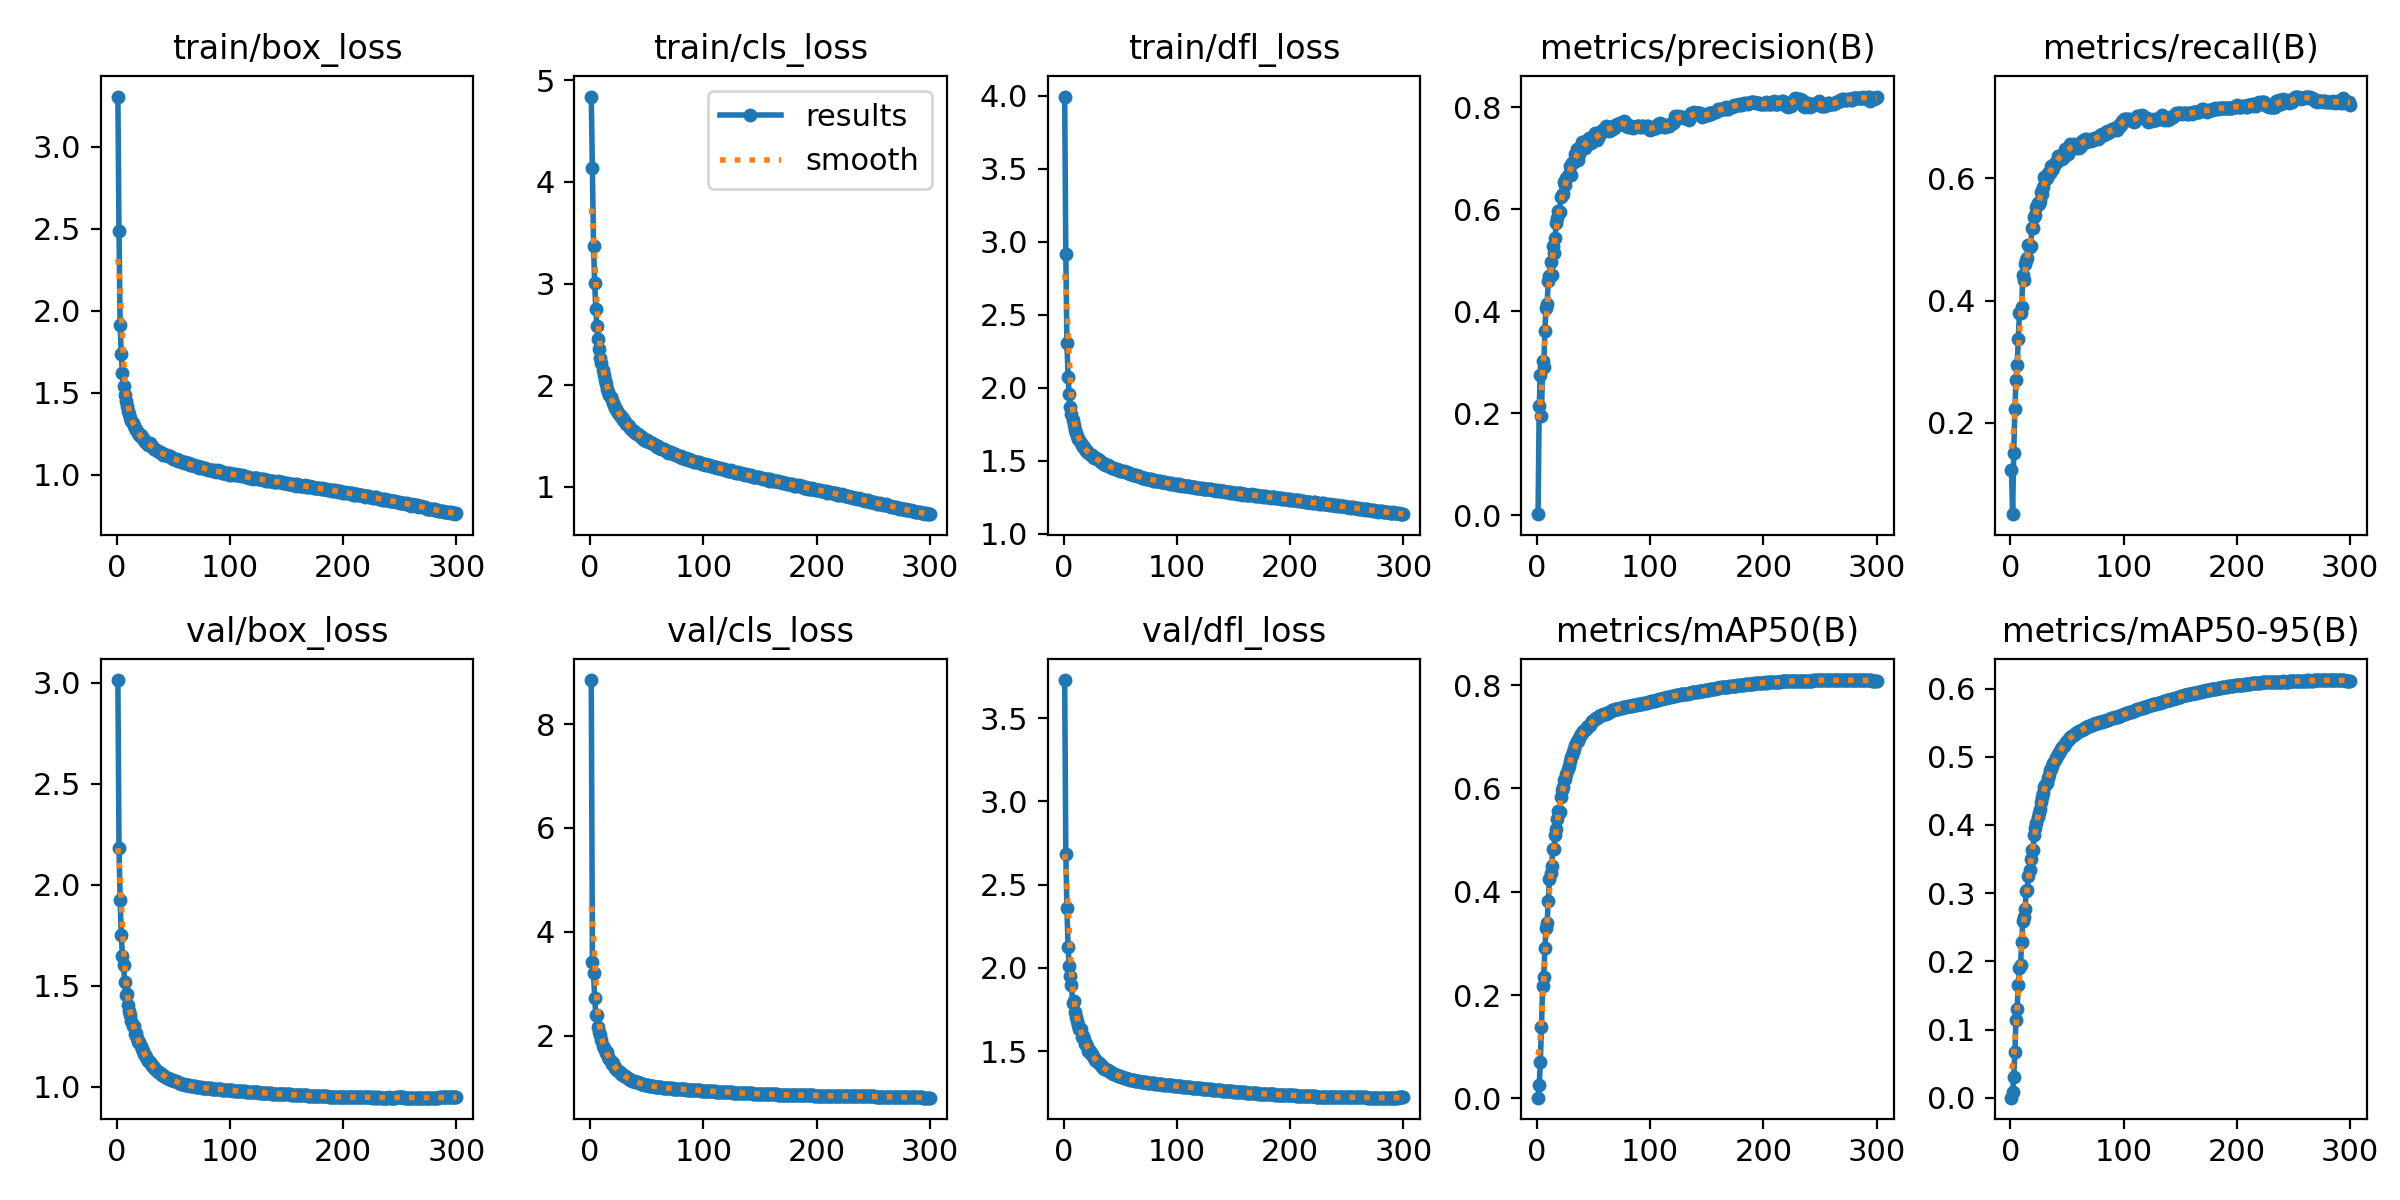 train/box_loss
3.0
2.5
2.0
1.5
1.0
0 100 200 300
train/cls_loss
results
smooth
5
4
3
2
1
0 100 200 300
train/dfl_loss
4.0
3.5
3.0
2.5
2.0
1.5
1.0
0 100 200 300
metrics/precision(B)
0.8
0.6
0.4
0.2
0.0
0 100 200 300
metrics/recall(B)
0.6
0.4
0.2
0 100 200 300
val/box_loss
3.0
2.5
2.0
1.5
1.0
0 100 200 300
val/cls_loss
8
6
4
2
0 100 200 300
val/dfl_loss
3.5
3.0
2.5
2.0
1.5
0 100 200 300
metrics/mAP50(B)
0.8
0.6
0.4
0.2
0.0
0 100 200 300
metrics/mAP50-95(B)
0.6
0.5
0.4
0.3
0.2
0.1
0.0
0 100 200 300